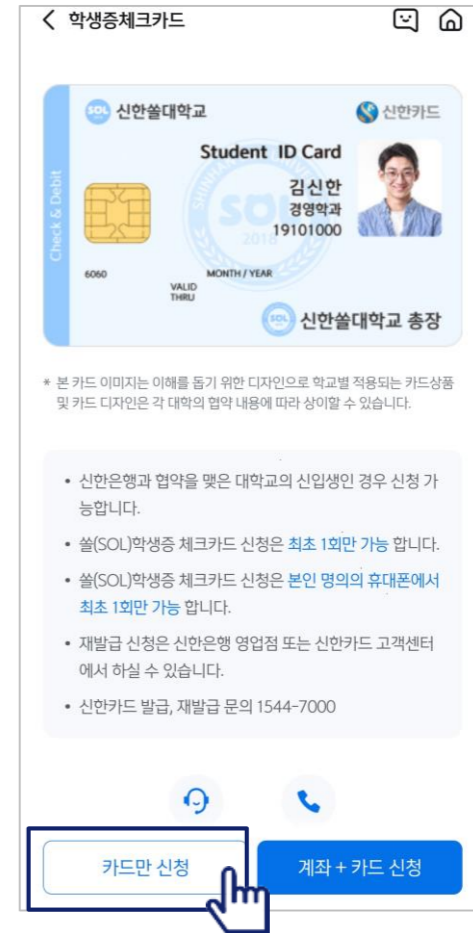 학생증체크카드
SOL 신한쏠대학교
신한카드
Check & Debit
Student ID Card
김신한
경영학과
19101000
SOL
2018
6060
MONTH / YEAR
VALID
THRU
SOL 신한쏠대학교 총장
* 본 카드 이미지는 이해를 돕기 위한 디자인으로 학교별 적용되는 카드상품
및 카드 디자인은 각 대학의 협약 내용에 따라 상이할 수 있습니다.
• 신한은행과 협약을 맺은 대학교의 신입생인 경우 신청 가
능합니다.
• 쏠(SOL)학생증 체크카드 신청은 최초 1회만 가능 합니다.
• 쏠(SOL)학생증 체크카드 신청은 본인 명의의 휴대폰에서
최초 1회만 가능 합니다.
• 재발급 신청은 신한은행 영업점 또는 신한카드 고객센터
에서 하실 수 있습니다.
• 신한카드 발급, 재발급 문의 1544-7000
카드만 신청
계좌 + 카드 신청